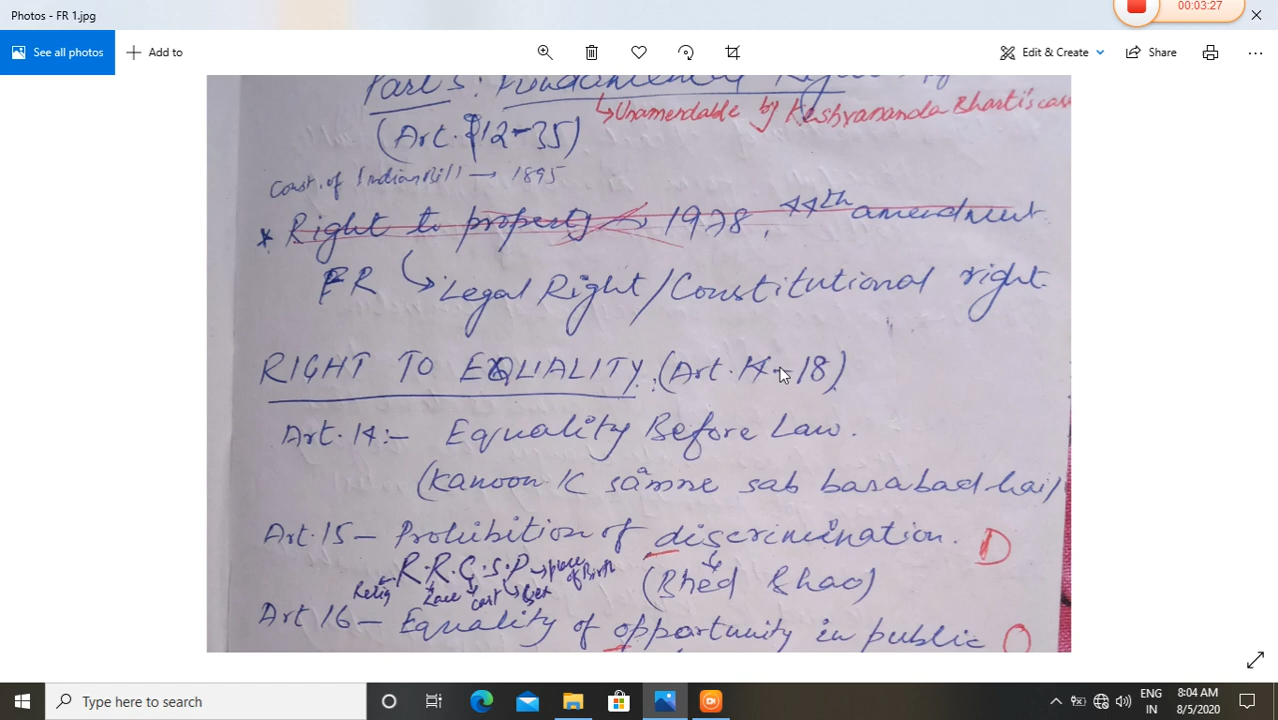 Photos - FR 1.jpg
00:03:27
See all photos
Add to
Edit & Create
Share
Part 3: Fundamental Rights
Unamendable by Keshvananda Bharti's case
(Art. 12-35)
Const. of Indian Bill → 1895
* Right to property → 1978, 44th amendment
FR Legal Right/Constitutional right.
RIGHT TO EQUALITY (Art. 14-18)
Art. 14:- Equality Before Law.
(Kanoon K samne sab barabad hai)
Art. 15 - Prohibition of discrimination. D
R.R.C.S.P → place of Birth
(Bhed Bhao)
Relig Race cast Sex
Art 16 - Equality of opportunity in public O
Type here to search
ENG
8:04 AM
IN
8/5/2020